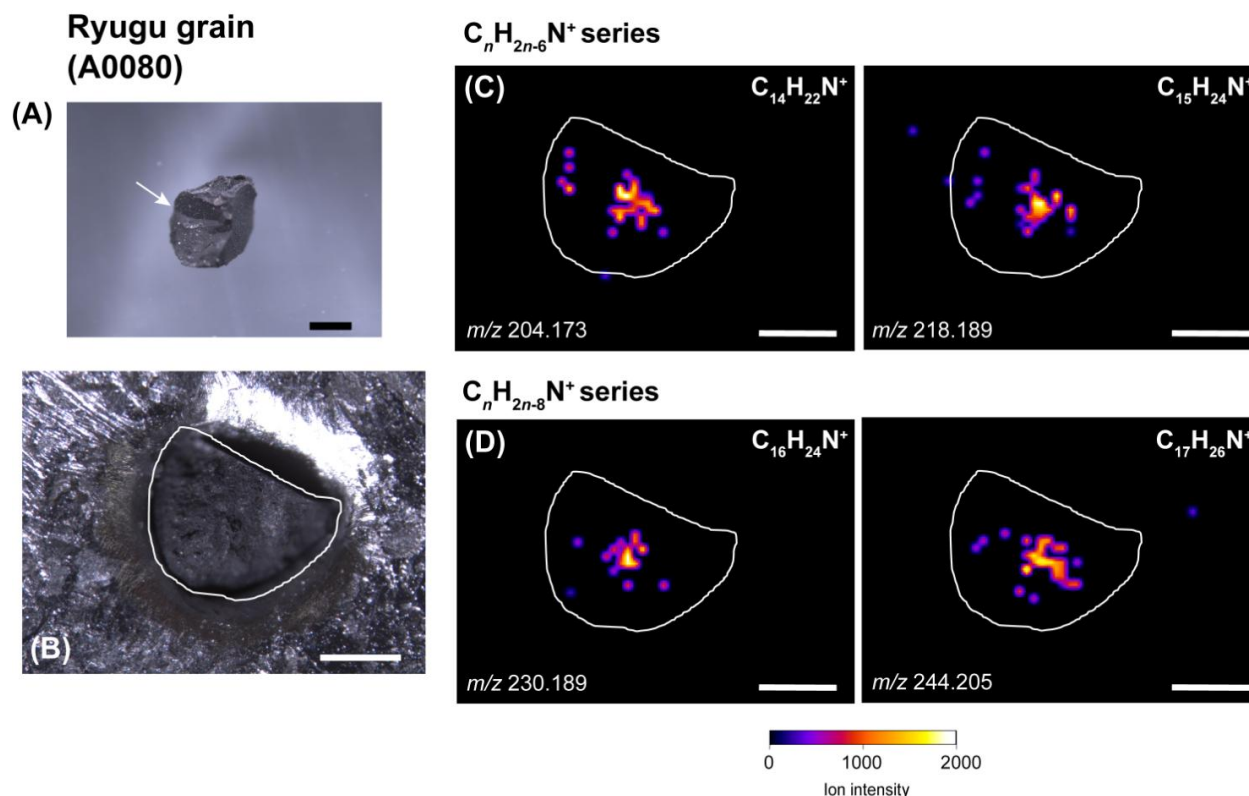 Ryugu grain
(A0080)
(A)
(B)
CₙH₂ₙ₋₆N⁺ series
(C)
C₁₄H₂₂N⁺
m/z 204.173
C₁₅H₂₄N⁺
m/z 218.189
CₙH₂ₙ₋₈N⁺ series
(D)
C₁₆H₂₄N⁺
m/z 230.189
C₁₇H₂₆N⁺
m/z 244.205
0 1000 2000
Ion intensity